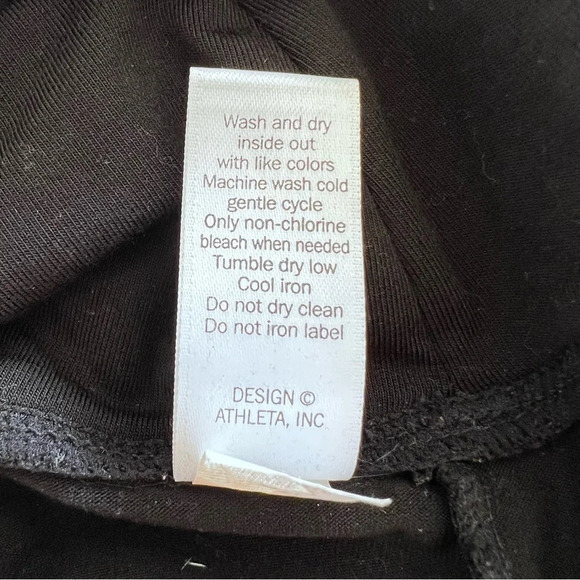 Wash and dry
inside out
with like colors
Machine wash cold
gentle cycle
Only non-chlorine
bleach when needed
Tumble dry low
Cool iron
Do not dry clean
Do not iron label
DESIGN ©
ATHLETA, INC